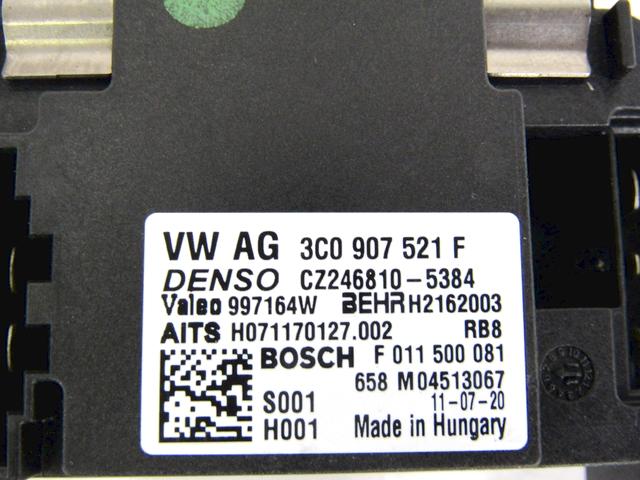 VW AG 3C0 907 521 F
DENSO CZ246810-5384
Valeo 997164W BEHR H2162003
AITS H071170127.002 RB8
BOSCH F 011 500 081
658 M04513067
S001 11-07-20
H001 Made in Hungary